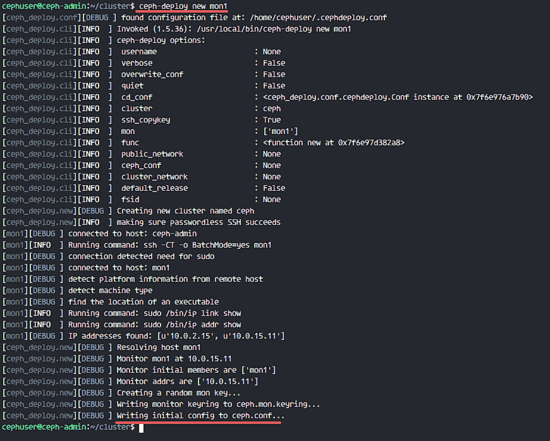 cephuser@ceph-admin:~/cluster$ ceph-deploy new mon1
[ceph_deploy.conf][DEBUG ] found configuration file at: /home/cephuser/.cephdeploy.conf
[ceph_deploy.cli][INFO  ] Invoked (1.5.36): /usr/local/bin/ceph-deploy new mon1
[ceph_deploy.cli][INFO  ] ceph-deploy options:
[ceph_deploy.cli][INFO  ]  username                      : None
[ceph_deploy.cli][INFO  ]  verbose                       : False
[ceph_deploy.cli][INFO  ]  overwrite_conf                : False
[ceph_deploy.cli][INFO  ]  quiet                         : False
[ceph_deploy.cli][INFO  ]  cd_conf                       : <ceph_deploy.conf.cephdeploy.Conf instance at 0x7f6e976a7b90>
[ceph_deploy.cli][INFO  ]  cluster                       : ceph
[ceph_deploy.cli][INFO  ]  ssh_copykey                   : True
[ceph_deploy.cli][INFO  ]  mon                           : ['mon1']
[ceph_deploy.cli][INFO  ]  func                          : <function new at 0x7f6e97d382a8>
[ceph_deploy.cli][INFO  ]  public_network                : None
[ceph_deploy.cli][INFO  ]  ceph_conf                     : None
[ceph_deploy.cli][INFO  ]  cluster_network               : None
[ceph_deploy.cli][INFO  ]  default_release               : False
[ceph_deploy.cli][INFO  ]  fsid                          : None
[ceph_deploy.new][DEBUG ] Creating new cluster named ceph
[ceph_deploy.new][INFO  ] making sure passwordless SSH succeeds
[mon1][DEBUG ] connected to host: ceph-admin
[mon1][INFO  ] Running command: ssh -CT -o BatchMode=yes mon1
[mon1][DEBUG ] connection detected need for sudo
[mon1][DEBUG ] connected to host: mon1
[mon1][DEBUG ] detect platform information from remote host
[mon1][DEBUG ] detect machine type
[mon1][DEBUG ] find the location of an executable
[mon1][INFO  ] Running command: sudo /bin/ip link show
[mon1][INFO  ] Running command: sudo /bin/ip addr show
[mon1][DEBUG ] IP addresses found: [u'10.0.2.15', u'10.0.15.11']
[ceph_deploy.new][DEBUG ] Resolving host mon1
[ceph_deploy.new][DEBUG ] Monitor mon1 at 10.0.15.11
[ceph_deploy.new][DEBUG ] Monitor initial members are ['mon1']
[ceph_deploy.new][DEBUG ] Monitor addrs are ['10.0.15.11']
[ceph_deploy.new][DEBUG ] Creating a random mon key...
[ceph_deploy.new][DEBUG ] Writing monitor keyring to ceph.mon.keyring...
[ceph_deploy.new][DEBUG ] Writing initial config to ceph.conf...
cephuser@ceph-admin:~/cluster$